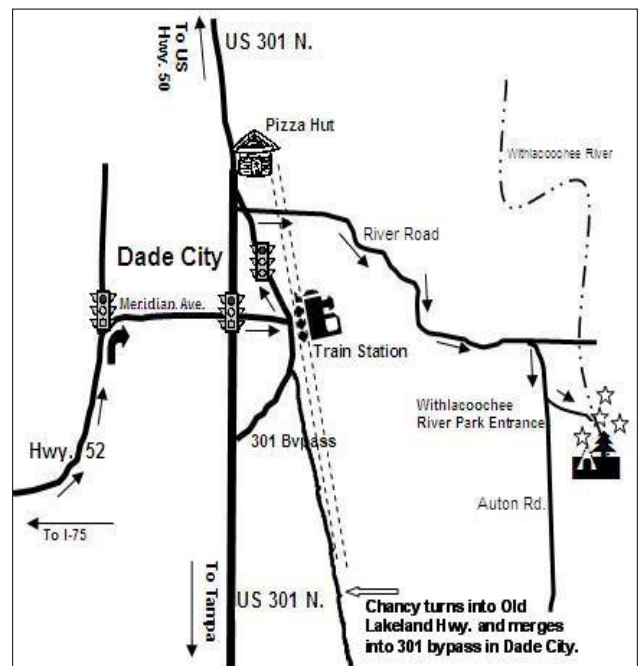 To US
Hwy. 50
US 301 N.
Pizza Hut
Withlacoochee River
River Road
Dade City
Meridian Ave.
Train Station
Withlacoochee
River Park Entrance
301 Bypass
Hwy. 52
Auton Rd.
To I-75
To Tampa
US 301 N.
Chancy turns into Old
Lakeland Hwy. and merges
into 301 bypass in Dade City.